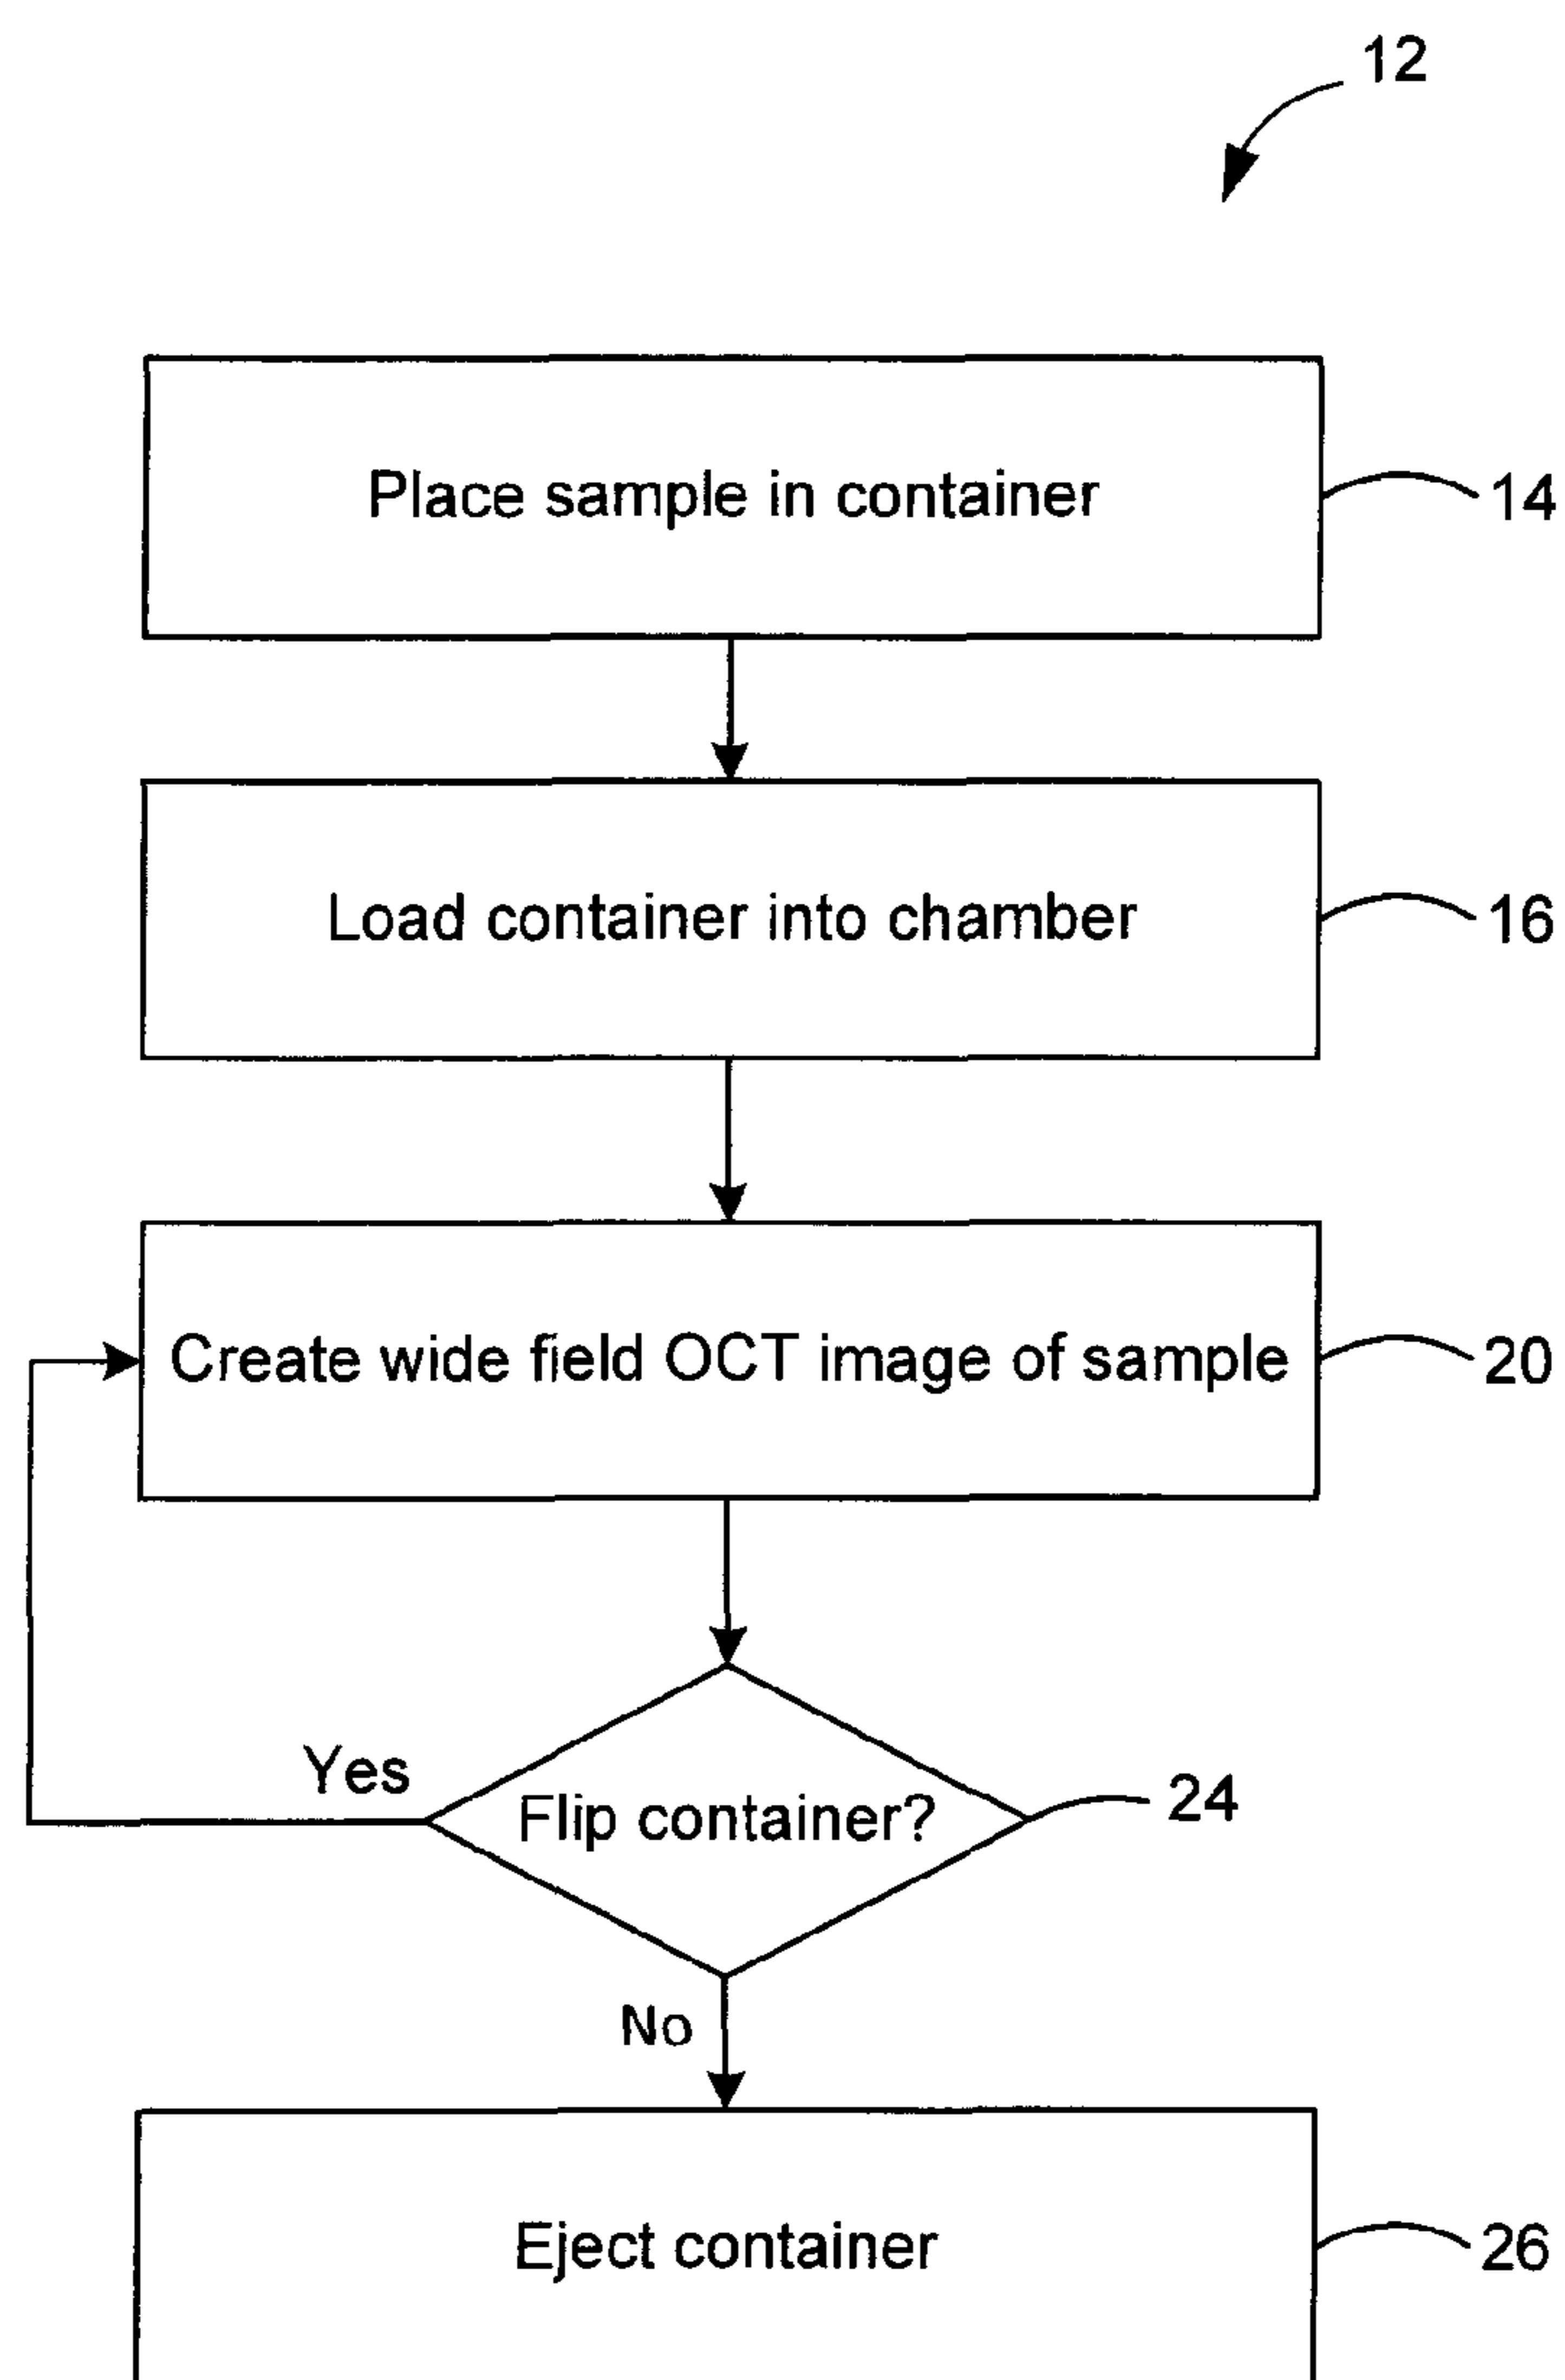 12
Place sample in container
14
Load container into chamber
16
Create wide field OCT image of sample
20
Yes
Flip container?
24
No
Eject container
26